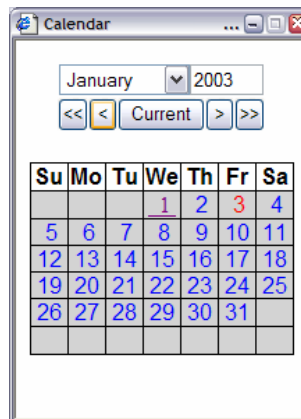 Calendar ...
January 2003
<< < Current > >>
Su Mo Tu We Th Fr Sa
1 2 3 4
5 6 7 8 9 10 11
12 13 14 15 16 17 18
19 20 21 22 23 24 25
26 27 28 29 30 31